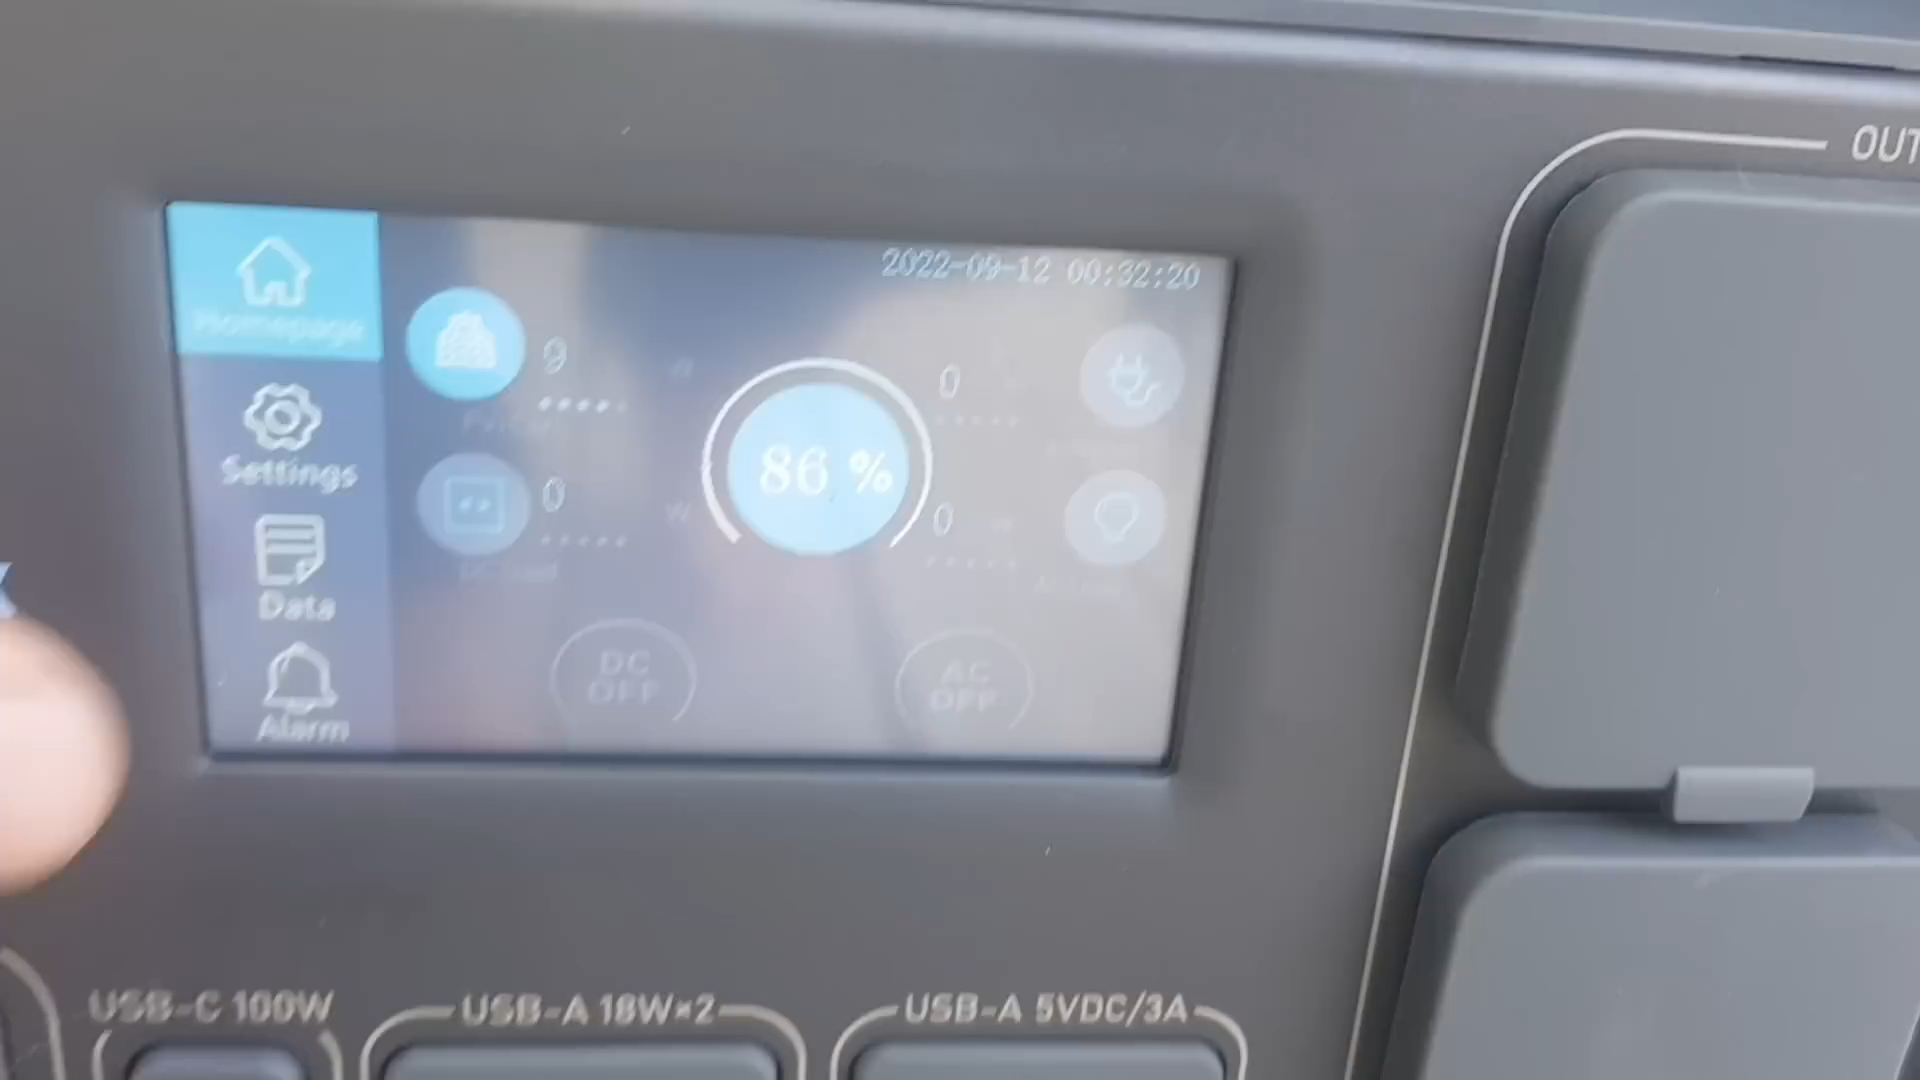 OUT
2022-09-12 00:32:20
Homepage
9
0
W
86 %
0
0
Settings
Data
Alarm
DC
OFF
AC
OFF
USB-C 100W
USB-A 18W×2
USB-A 5VDC/3A